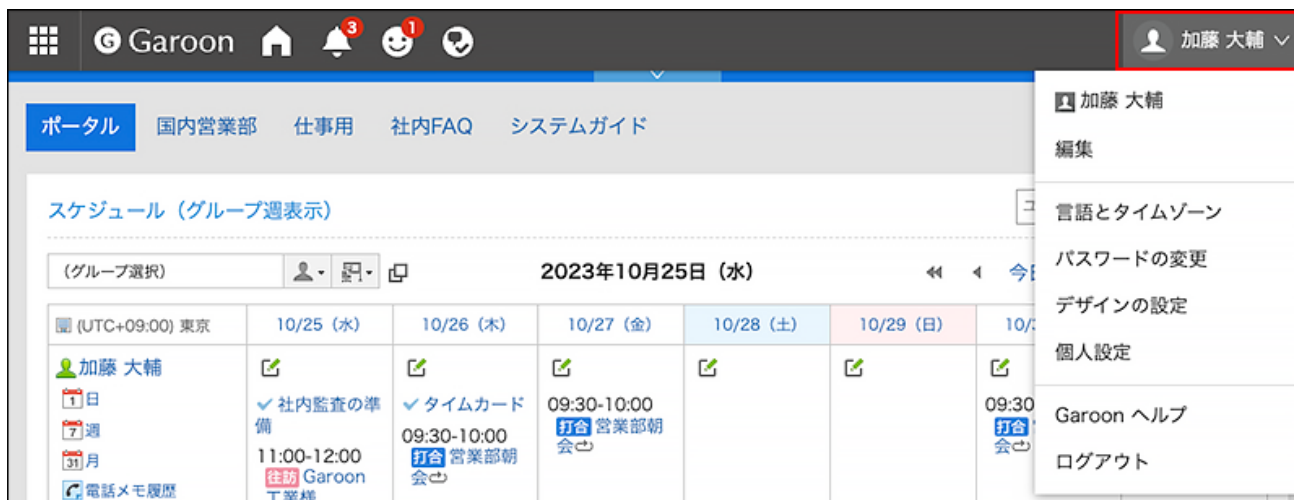 Garoon
3
1
加藤 大輔
加藤 大輔
編集
言語とタイムゾーン
パスワードの変更
デザインの設定
個人設定
Garoon ヘルプ
ログアウト
ポータル
国内営業部
仕事用
社内FAQ
システムガイド
スケジュール（グループ週表示）
（グループ選択）
2023年10月25日（水）
(UTC+09:00) 東京
10/25（水）
10/26（木）
10/27（金）
10/28（土）
10/29（日）
加藤 大輔
1 日
7 週
31 月
電話メモ履歴
社内監査の準
備
11:00-12:00
往訪 Garoon
工業様
タイムカード
09:30-10:00
打合 営業部朝
会
09:30-10:00
打合 営業部朝
会
09:30
打合
会